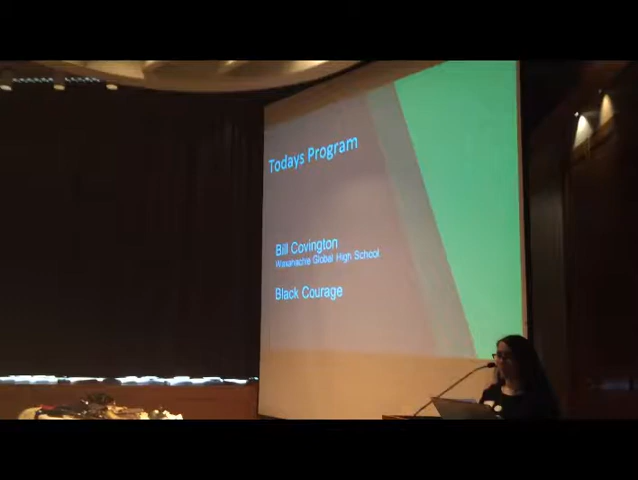 Todays Program
Bill Covington
Waxahachie Global High School
Black Courage